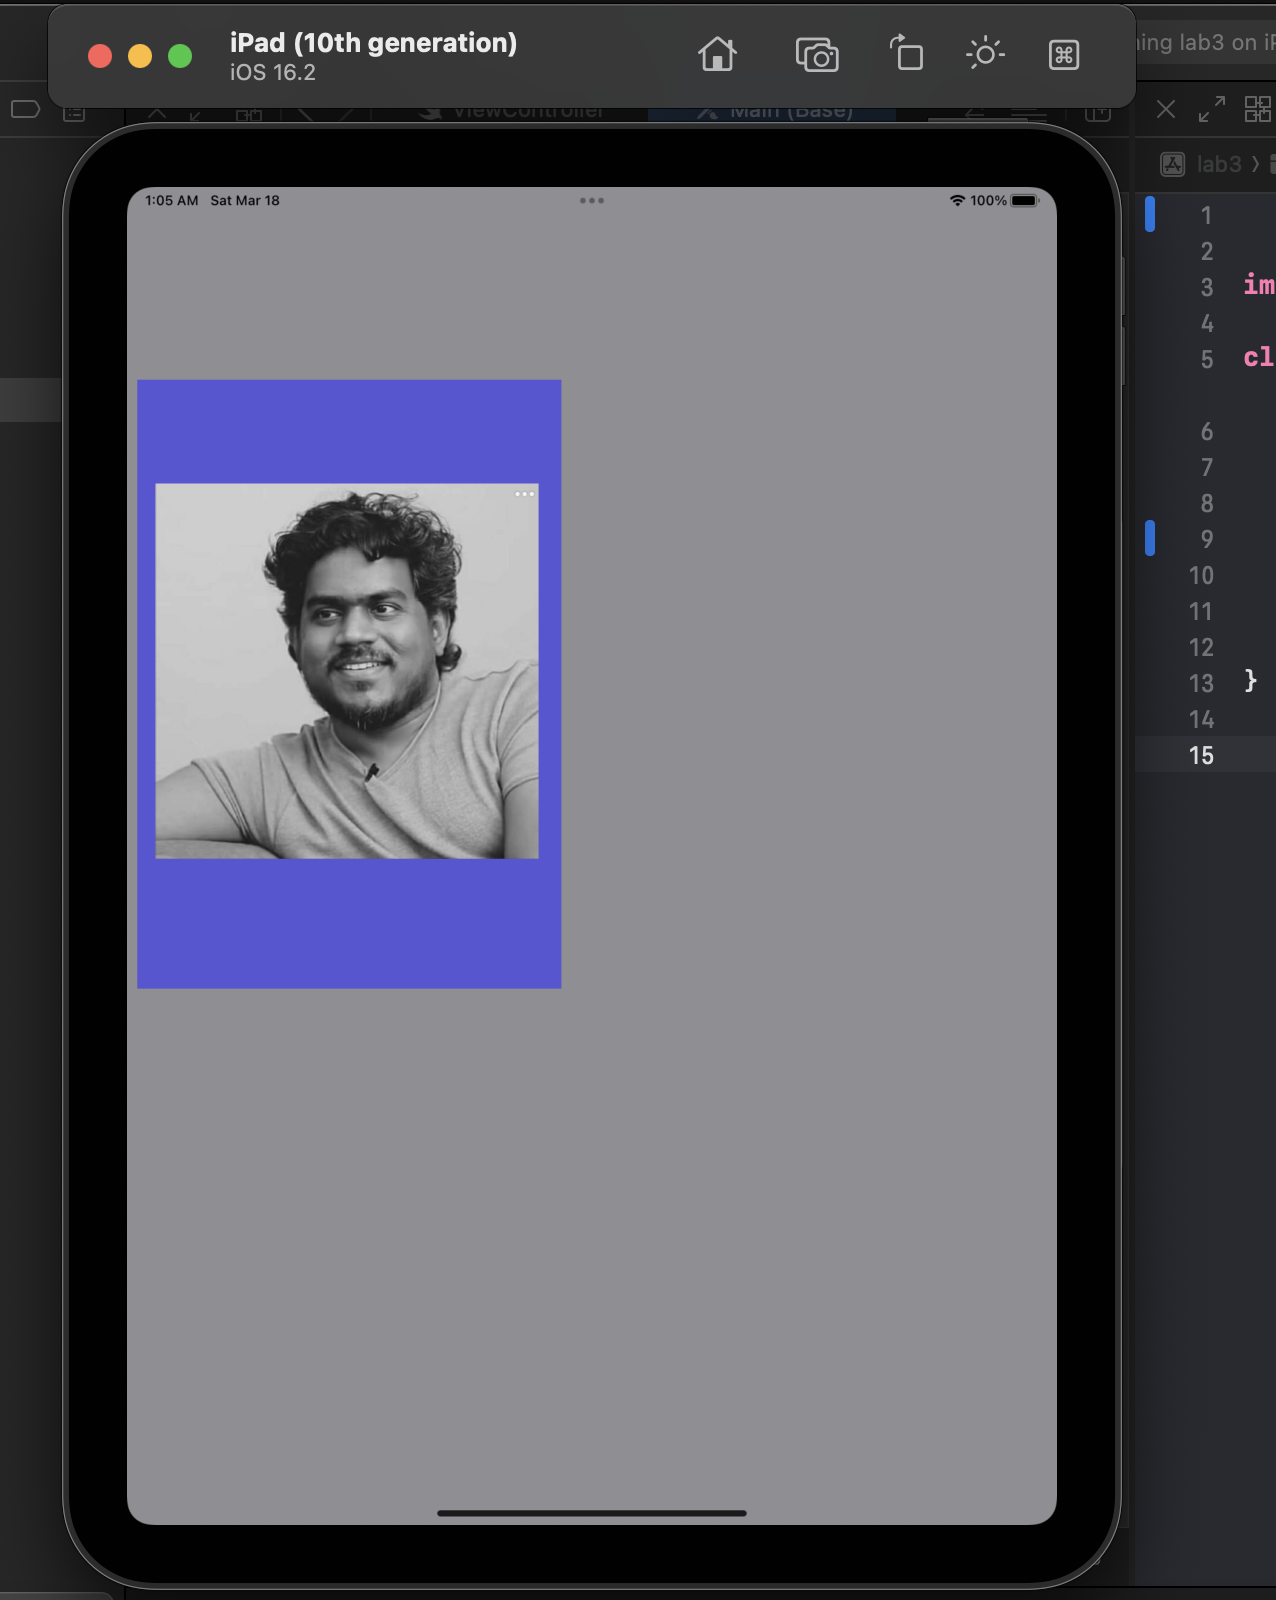 iPad (10th generation)
iOS 16.2
ning lab3 on iP
ViewController
Main (Base)
lab3
1:05 AM Sat Mar 18
100%
1
2
3 im
4
5 cl
6
7
8
9
10
11
12
13 }
14
15